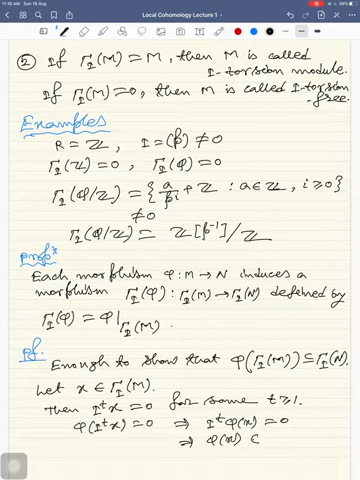 11:10 AM Sun 16 Aug
Local Cohomology Lecture 1
② If Γ_I(M) = M, then M is called
I-torsion module.
If Γ_I(M) = 0, then M is called I-torsion
-free.
Examples
R = ℤ, I = (p) ≠ 0
Γ_I(ℤ) = 0, Γ_I(ℚ) = 0
Γ_I(ℚ/ℤ) = { a/p^i + ℤ : a ∈ ℤ, i ≥ 0 }
≠ 0
Γ_I(ℚ/ℤ) = ℤ[p^{-1}]/ℤ
Propⁿ
Each morphism φ: M → N induces a
morphism Γ_I(φ) : Γ_I(M) → Γ_I(N) defined by
Γ_I(φ) = φ|_{Γ_I(M)}.
Pf. Enough to show that φ(Γ_I(M)) ⊆ Γ_I(N).
Let x ∈ Γ_I(M).
Then I^t x = 0 for some t ≥ 1.
φ(I^t x) = 0 ⇒ I^t φ(x) = 0
⇒ φ(x) ∈